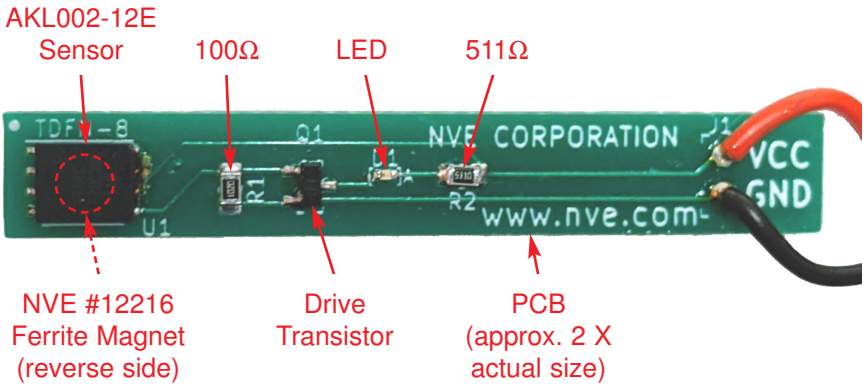 AKL002-12E
Sensor
100Ω
LED
511Ω
TDFN-8
Q1
NVE CORPORATION
J1
VCC
GND
R1
A
R2
www.nve.com
U1
5110
NVE #12216
Ferrite Magnet
(reverse side)
Drive
Transistor
PCB
(approx. 2 X
actual size)